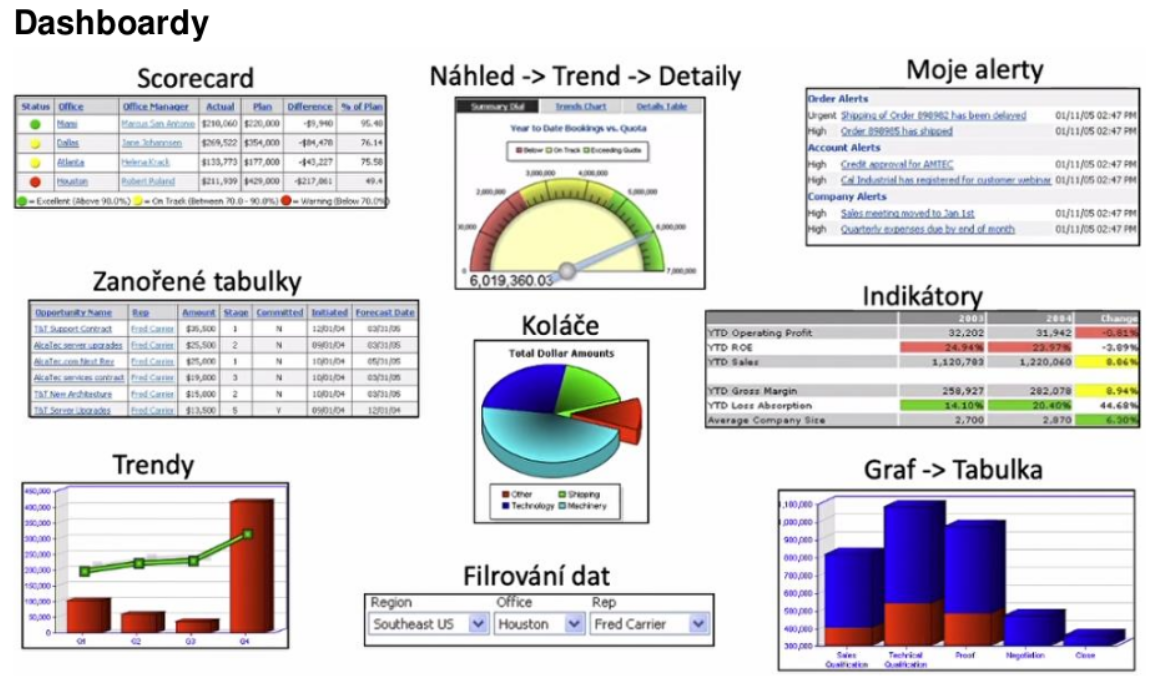 Dashboardy
Scorecard
Status Office Office Manager Actual Plan Difference % of Plan
Miami Marcus San Antonio $210,060 $220,000 -$9,940 95.48
Dallas Jane Johannsen $269,522 $354,000 -$84,478 76.14
Atlanta Helena Krack $133,773 $177,000 -$43,227 75.58
Houston Robert Poland $211,939 $429,000 -$217,061 49.4
= Excellent (Above 90.0%) = On Track (Between 70.0 - 90.0%) = Warning (Below 70.0%)
Náhled -> Trend -> Detaily
Summary Dial Trends Chart Details Table
Year to Date Bookings vs. Quota
Below On Track Exceeding Quota
0
2,000,000
3,000,000
4,000,000
5,000,000
6,000,000
7,000,000
6,019,360.03
Moje alerty
Order Alerts
Urgent Shipping of Order 898982 has been delayed 01/11/05 02:47 PM
High Order 898985 has shipped 01/11/05 02:47 PM
Account Alerts
High Credit approval for AMTEC 01/11/05 02:47 PM
High Cal Industrial has registered for customer webinar 01/11/05 02:47 PM
Company Alerts
High Sales meeting moved to Jan 1st 01/11/05 02:47 PM
High Quarterly expenses due by end of month 01/11/05 02:47 PM
Zanořené tabulky
Opportunity Name Rep Amount Stage Committed Initiated Forecast Date
T&T Support Contract Fred Carrier $35,500 1 N 12/01/04 03/31/05
AlcaTec server upgrades Fred Carrier $25,500 2 N 09/01/04 03/31/05
AlcaTec.com Next Rev Fred Carrier $25,000 1 N 10/01/04 05/31/05
AlcaTec services contract Fred Carrier $19,000 3 N 10/01/04 03/31/05
T&T New Architecture Fred Carrier $15,000 2 N 10/01/04 03/31/05
T&T Server Upgrades Fred Carrier $13,500 5 Y 09/01/04 12/01/04
Koláče
Total Dollar Amounts
Other Shipping
Technology Machinery
Indikátory
2003 2004 Change
YTD Operating Profit 32,202 31,942 -0.81%
YTD ROE 24.94% 23.97% -3.89%
YTD Sales 1,120,783 1,220,060 8.86%
YTD Gross Margin 258,927 282,078 8.94%
YTD Loss Absorption 14.10% 20.40% 44.68%
Average Company Size 2,700 2,870 6.30%
Trendy
400,000
350,000
300,000
250,000
200,000
150,000
0
Q1 Q2 Q3 Q4
Filrování dat
Region Office Rep
Southeast US Houston Fred Carrier
Graf -> Tabulka
900,000
800,000
700,000
600,000
500,000
400,000
300,000
Sales Qualification
Technical Qualification
Proof
Negotiation
Close